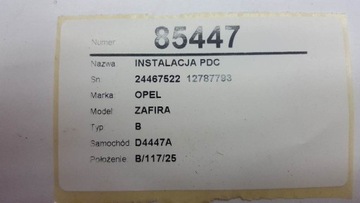 Numer: 85447
Nazwa: INSTALACJA PDC
Sn: 24467522 12787793
Marka: OPEL
Model: ZAFIRA
Typ: B
Samochód: D4447A
Położenie: B/117/25